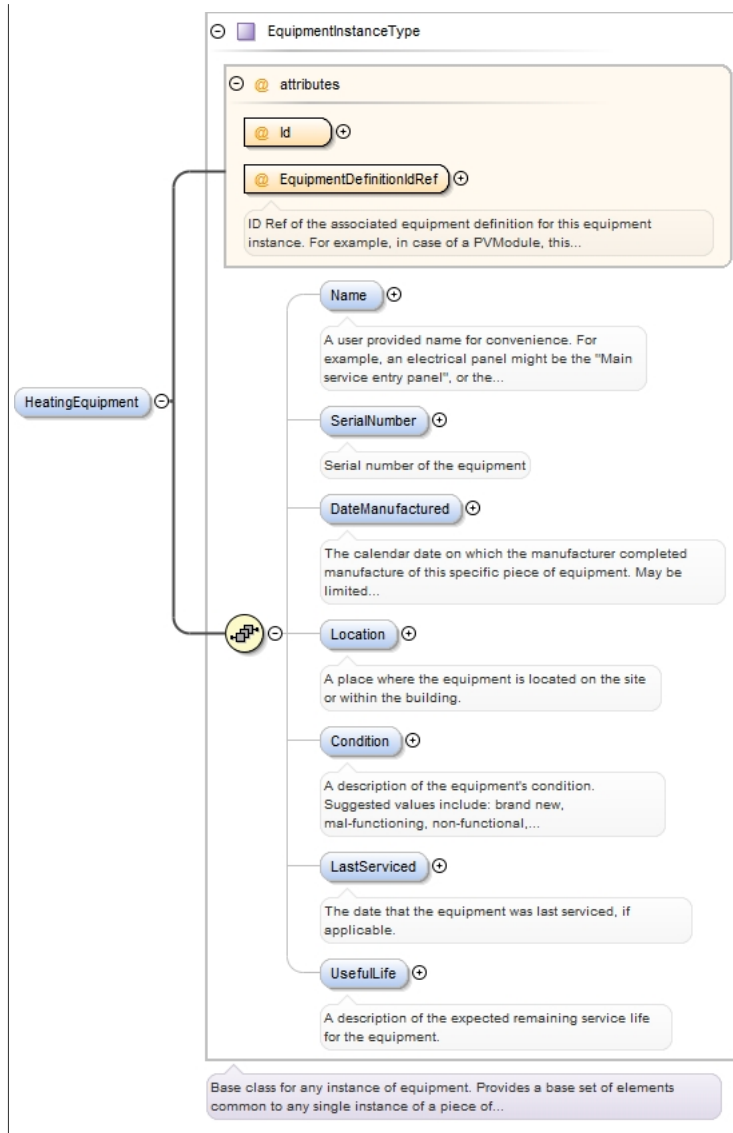 EquipmentInstanceType
@ attributes
@ Id
@ EquipmentDefinitionIdRef
ID Ref of the associated equipment definition for this equipment
instance. For example, in case of a PVModule, this...
Name
A user provided name for convenience. For
example, an electrical panel might be the "Main
service entry panel", or the...
HeatingEquipment
SerialNumber
Serial number of the equipment
DateManufactured
The calendar date on which the manufacturer completed
manufacture of this specific piece of equipment. May be
limited...
Location
A place where the equipment is located on the site
or within the building.
Condition
A description of the equipment's condition.
Suggested values include: brand new,
mal-functioning, non-functional,...
LastServiced
The date that the equipment was last serviced, if
applicable.
UsefulLife
A description of the expected remaining service life
for the equipment.
Base class for any instance of equipment. Provides a base set of elements
common to any single instance of a piece of...